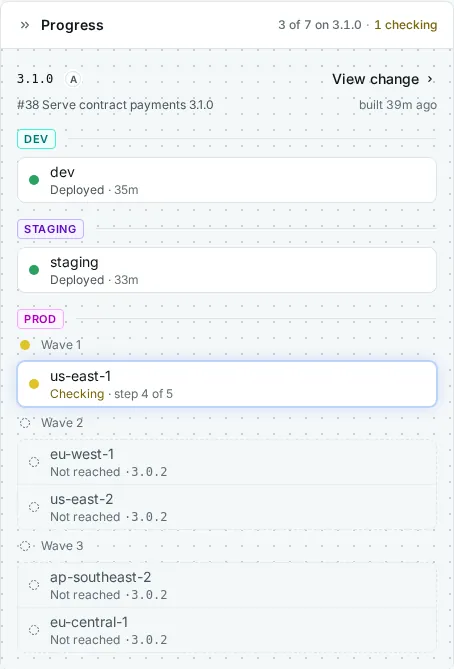 » Progress 3 of 7 on 3.1.0 · 1 checking
3.1.0 A View change ›
#38 Serve contract payments 3.1.0 built 39m ago
DEV
dev
Deployed · 35m
STAGING
staging
Deployed · 33m
PROD
Wave 1
us-east-1
Checking · step 4 of 5
Wave 2
eu-west-1
Not reached ·3.0.2
us-east-2
Not reached ·3.0.2
Wave 3
ap-southeast-2
Not reached ·3.0.2
eu-central-1
Not reached ·3.0.2